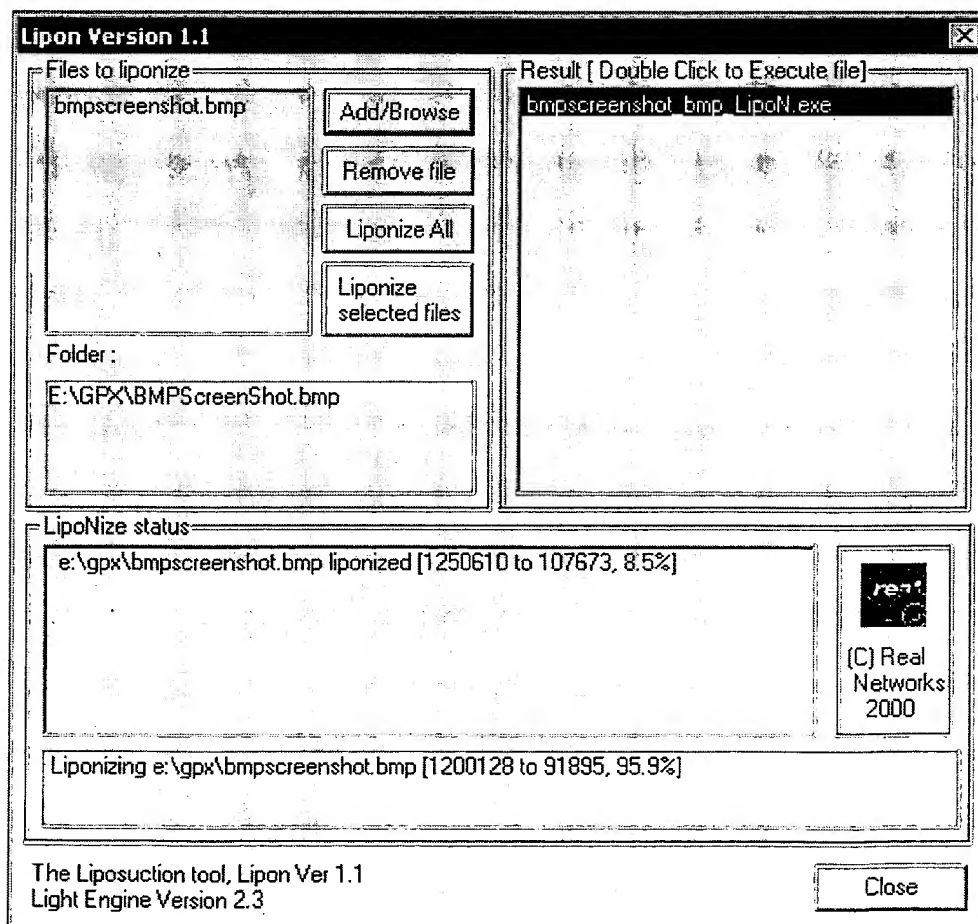 Lipon Version 1.1
Files to liponize
bmpscreenshot.bmp
Add/Browse
Remove file
Liponize All
Liponize
selected files
Folder :
E:\GPX\BMPScreenShot.bmp
Result [ Double Click to Execute file]
bmpscreenshot_bmp_LipoN.exe
LipoNize status
e:\gpx\bmpscreenshot.bmp liponized [1250610 to 107673, 8.5%]
real
(C) Real
Networks
2000
Liponizing e:\gpx\bmpscreenshot.bmp [1200128 to 91895, 95.9%]
The Liposuction tool, Lipon Ver 1.1
Light Engine Version 2.3
Close